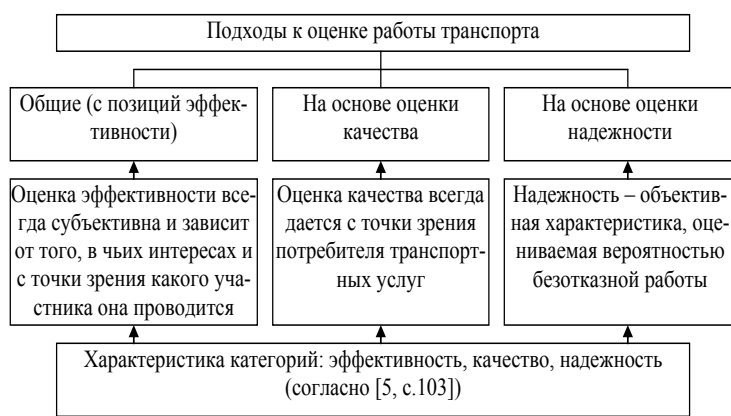 Подходы к оценке работы транспорта
Общие (с позиций эффек-
тивности)
На основе оценки
качества
На основе оценки
надежности
Оценка эффективности все-
гда субъективна и зависит
от того, в чьих интересах и
с точки зрения какого уча-
стника она проводится
Оценка качества всегда
дается с точки зрения
потребителя транспорт-
ных услуг
Надежность – объектив-
ная характеристика, оце-
ниваемая вероятностью
безотказной работы
Характеристика категорий: эффективность, качество, надежность
(согласно [5, с.103])